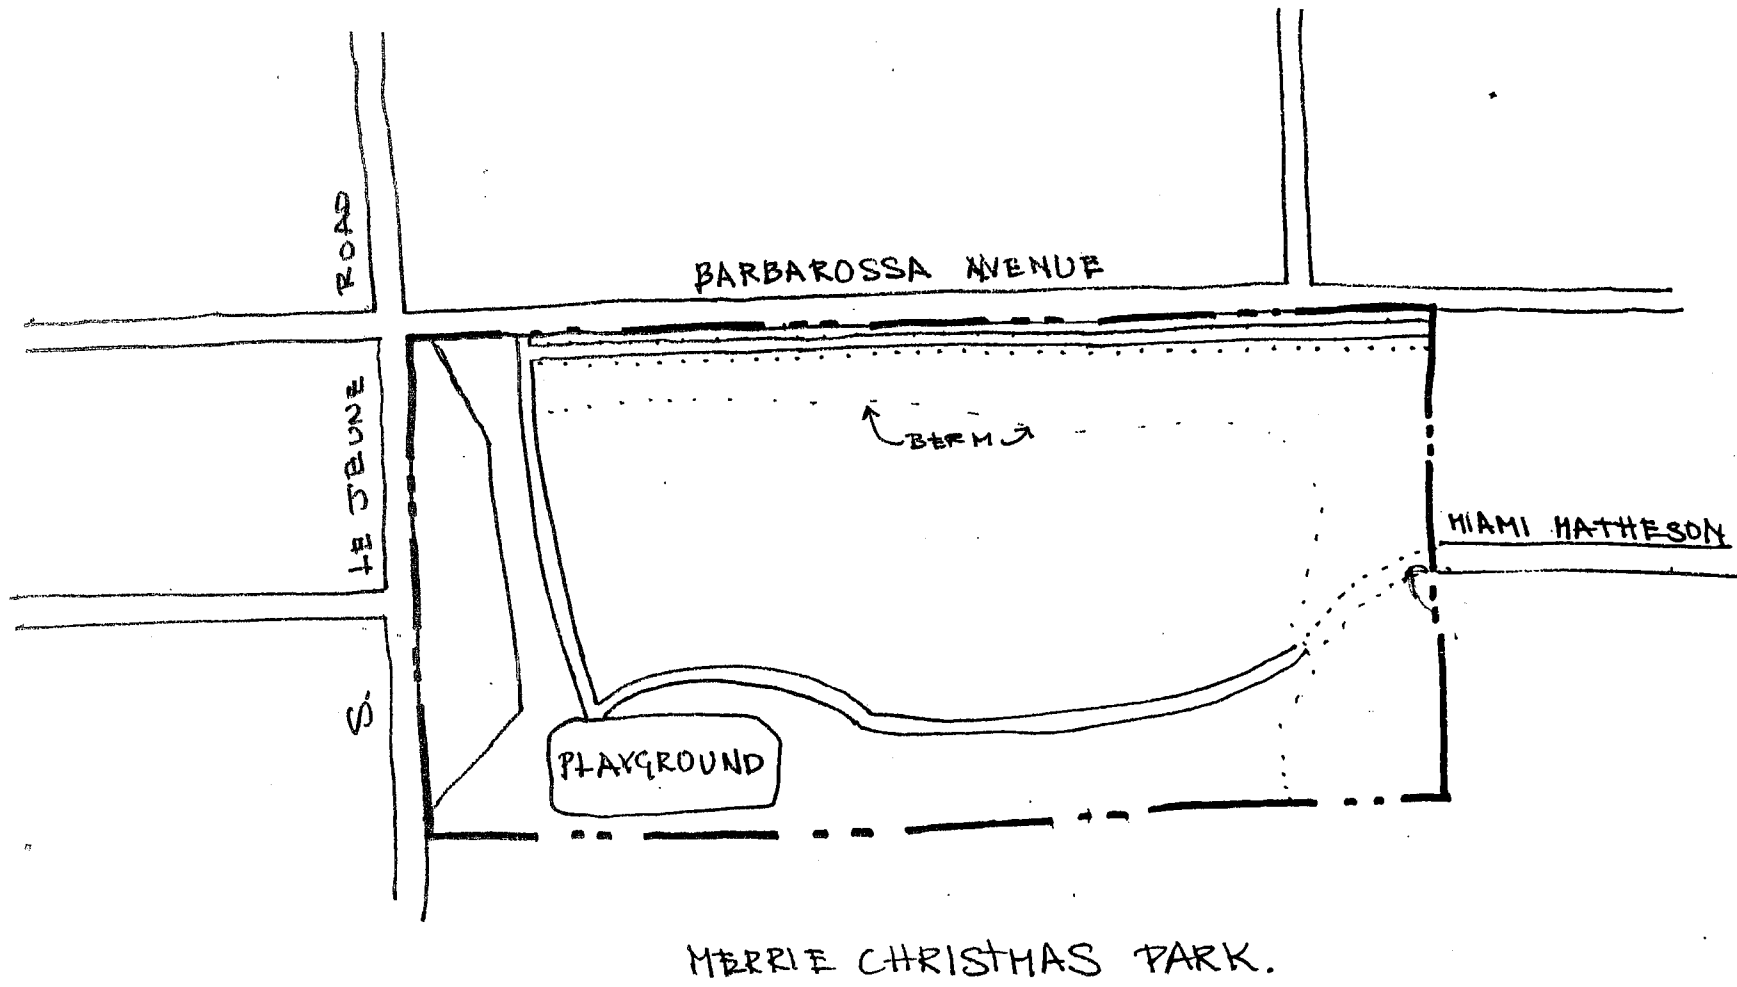 BARBAROSSA AVENUE
S. LE JEUNE ROAD
BERM
MIAMI MATHESON
PLAYGROUND
MERRIE CHRISTMAS PARK.